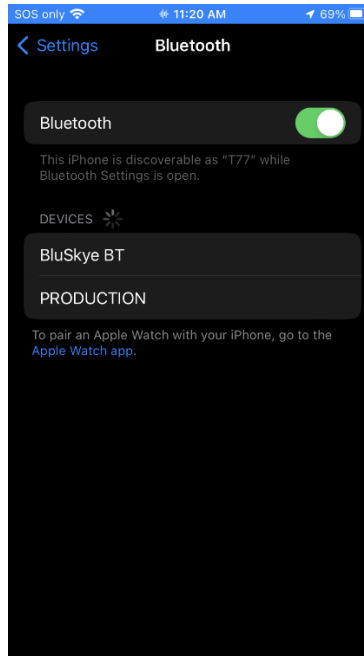 SOS only 11:20 AM 69%
Settings Bluetooth
Bluetooth
This iPhone is discoverable as “T77” while
Bluetooth Settings is open.
DEVICES
BluSkye BT
PRODUCTION
To pair an Apple Watch with your iPhone, go to the
Apple Watch app.